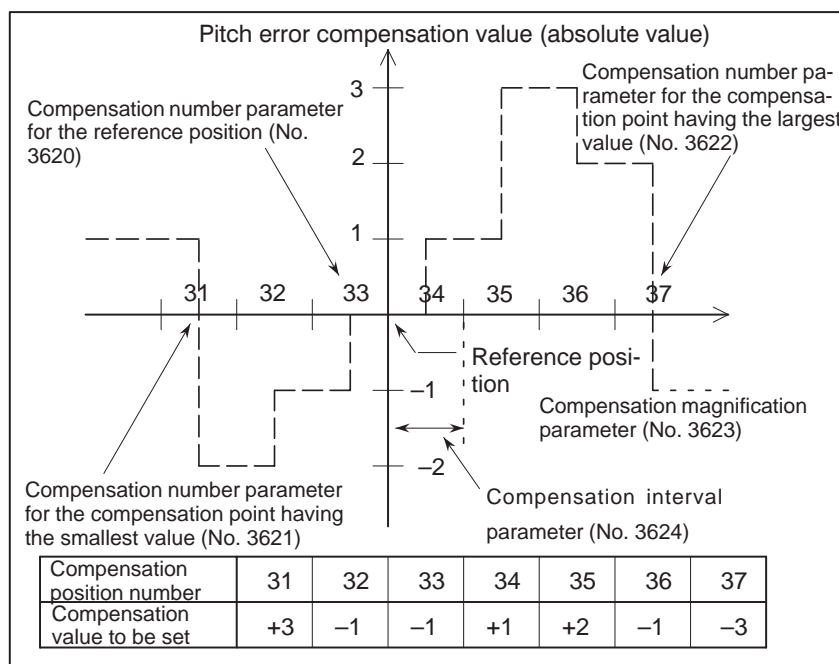 Pitch error compensation value (absolute value)
3
2
1
–1
–2
Compensation number parameter
for the reference position (No.
3620)
Compensation number pa-
rameter for the compensa-
tion point having the largest
value (No. 3622)
31 32 33 34 35 36 37
Reference posi-
tion
Compensation magnification
parameter (No. 3623)
Compensation number parameter
for the compensation point having
the smallest value (No. 3621)
Compensation interval
parameter (No. 3624)
Compensation
position number
31 32 33 34 35 36 37
Compensation
value to be set
+3 –1 –1 +1 +2 –1 –3